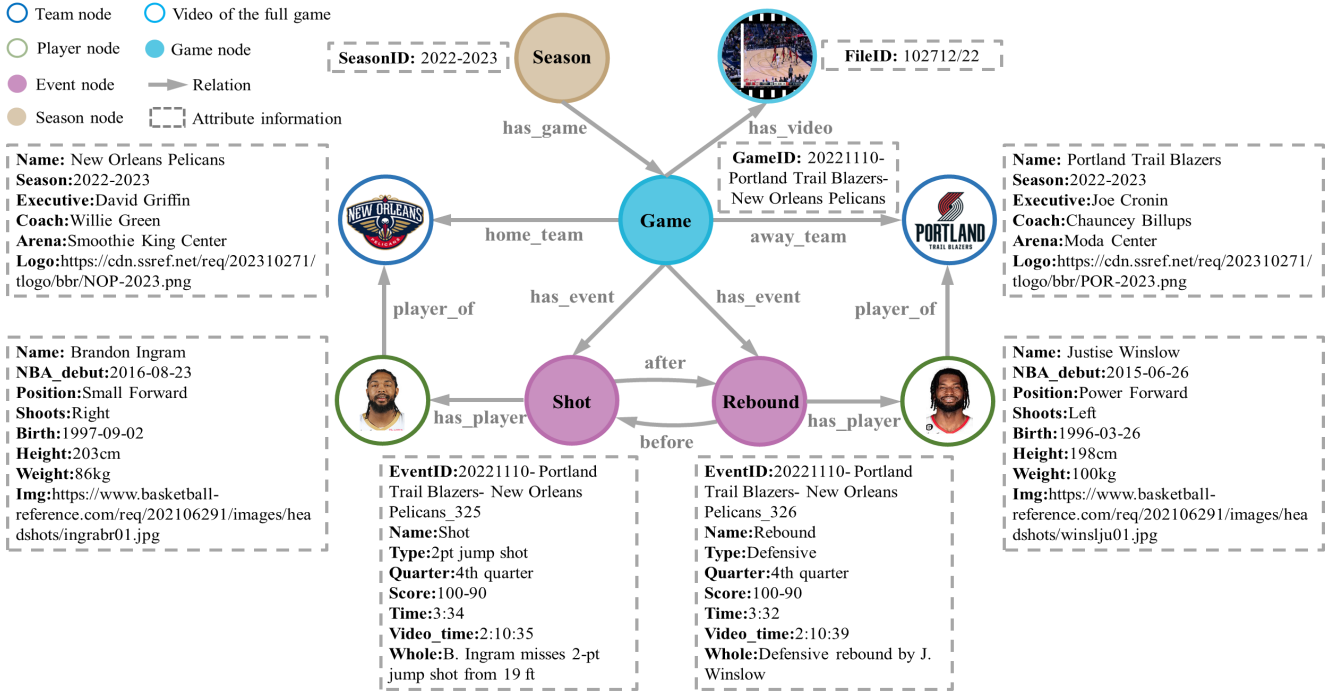 Team node
Video of the full game
Player node
Game node
Event node
Relation
Season node
Attribute information
SeasonID: 2022-2023
Season
FileID: 102712/22
has_game
has_video
Name: New Orleans Pelicans
Season:2022-2023
Executive:David Griffin
Coach:Willie Green
Arena:Smoothie King Center
Logo:https://cdn.ssref.net/req/202310271/
tlogo/bbr/NOP-2023.png
NEW ORLEANS
PELICANS
Game
GameID: 20221110-
Portland Trail Blazers-
New Orleans Pelicans
home_team
away_team
PORTLAND
TRAIL BLAZERS
Name: Portland Trail Blazers
Season:2022-2023
Executive:Joe Cronin
Coach:Chauncey Billups
Arena:Moda Center
Logo:https://cdn.ssref.net/req/202310271/
tlogo/bbr/POR-2023.png
player_of
has_event
has_event
player_of
Name: Brandon Ingram
NBA_debut:2016-08-23
Position:Small Forward
Shoots:Right
Birth:1997-09-02
Height:203cm
Weight:86kg
Img:https://www.basketball-
reference.com/req/202106291/images/hea
dshots/ingrabr01.jpg
has_player
Shot
after
before
Rebound
has_player
Name: Justise Winslow
NBA_debut:2015-06-26
Position:Power Forward
Shoots:Left
Birth:1996-03-26
Height:198cm
Weight:100kg
Img:https://www.basketball-
reference.com/req/202106291/images/hea
dshots/winslju01.jpg
EventID:20221110- Portland
Trail Blazers- New Orleans
Pelicans_325
Name:Shot
Type:2pt jump shot
Quarter:4th quarter
Score:100-90
Time:3:34
Video_time:2:10:35
Whole:B. Ingram misses 2-pt
jump shot from 19 ft
EventID:20221110- Portland
Trail Blazers- New Orleans
Pelicans_326
Name:Rebound
Type:Defensive
Quarter:4th quarter
Score:100-90
Time:3:32
Video_time:2:10:39
Whole:Defensive rebound by J.
Winslow